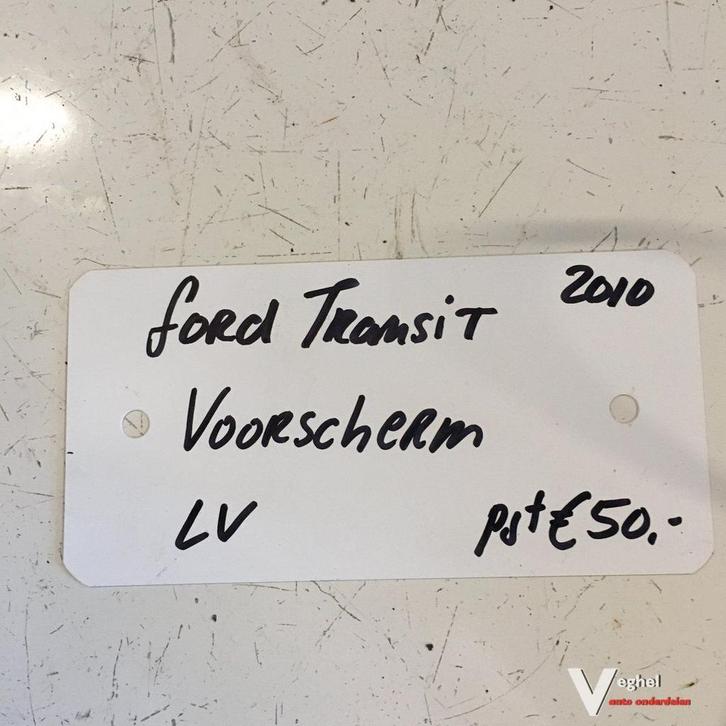 2010
Ford Transit
Voorscherm
LV pst €50,-
Veghel
auto onderdelen